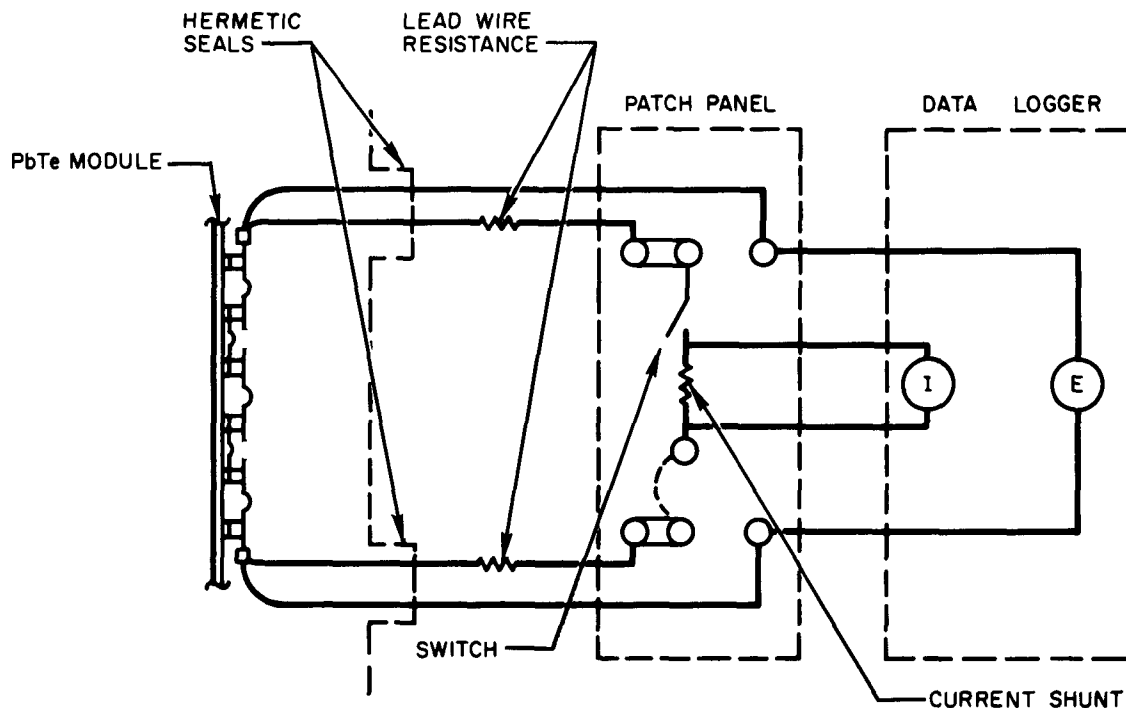 HERMETIC
SEALS
LEAD WIRE
RESISTANCE
PATCH PANEL
DATA LOGGER
PbTe MODULE
I
E
SWITCH
CURRENT SHUNT